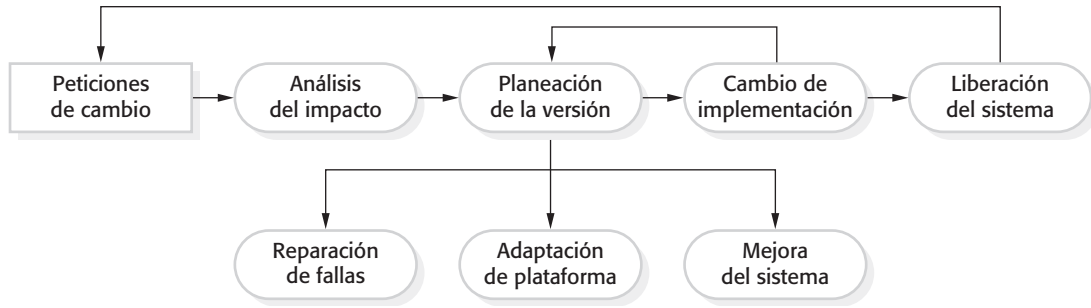 Peticiones
de cambio
Análisis
del impacto
Planeación
de la versión
Cambio de
implementación
Liberación
del sistema
Reparación
de fallas
Adaptación
de plataforma
Mejora
del sistema